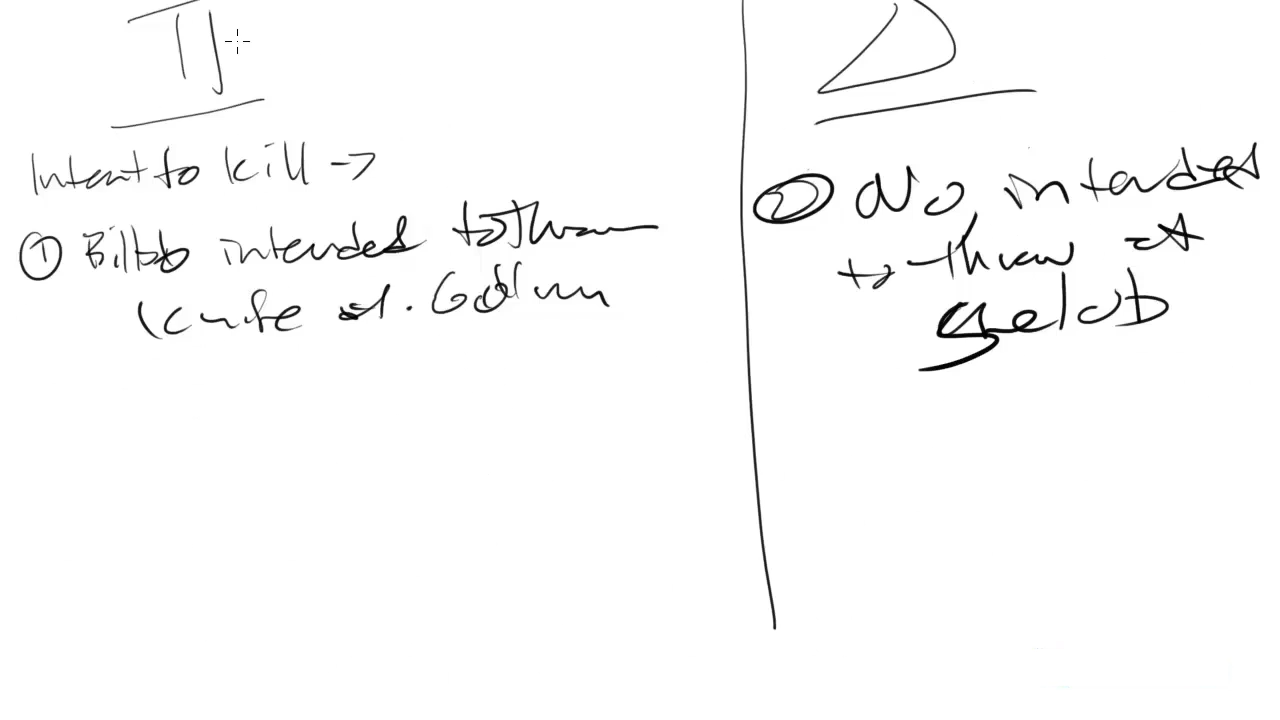 π
Intent to kill →
① Bilbo intended to throw
knife at Gollum
Δ
② No, intended
to throw at
Shelob